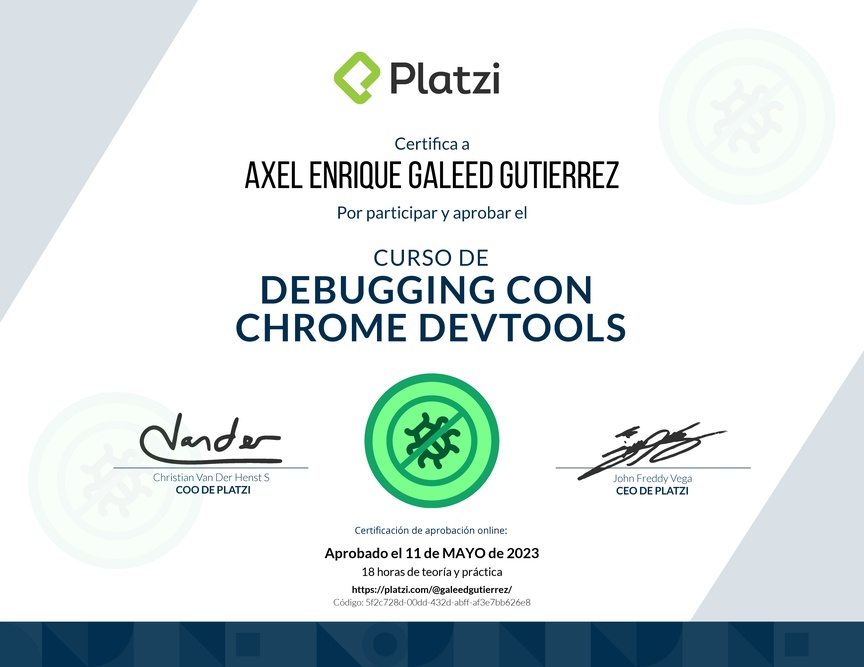 Platzi
Certifica a
AXEL ENRIQUE GALEED GUTIERREZ
Por participar y aprobar el
CURSO DE
DEBUGGING CON
CHROME DEVTOOLS
Vander
Christian Van Der Henst S
COO DE PLATZI
John Freddy Vega
CEO DE PLATZI
Certificación de aprobación online:
Aprobado el 11 de MAYO de 2023
18 horas de teoría y práctica
https://platzi.com/@galeedgutierrez/
Código: 5f2c728d-00dd-432d-abff-af3e7bb626e8